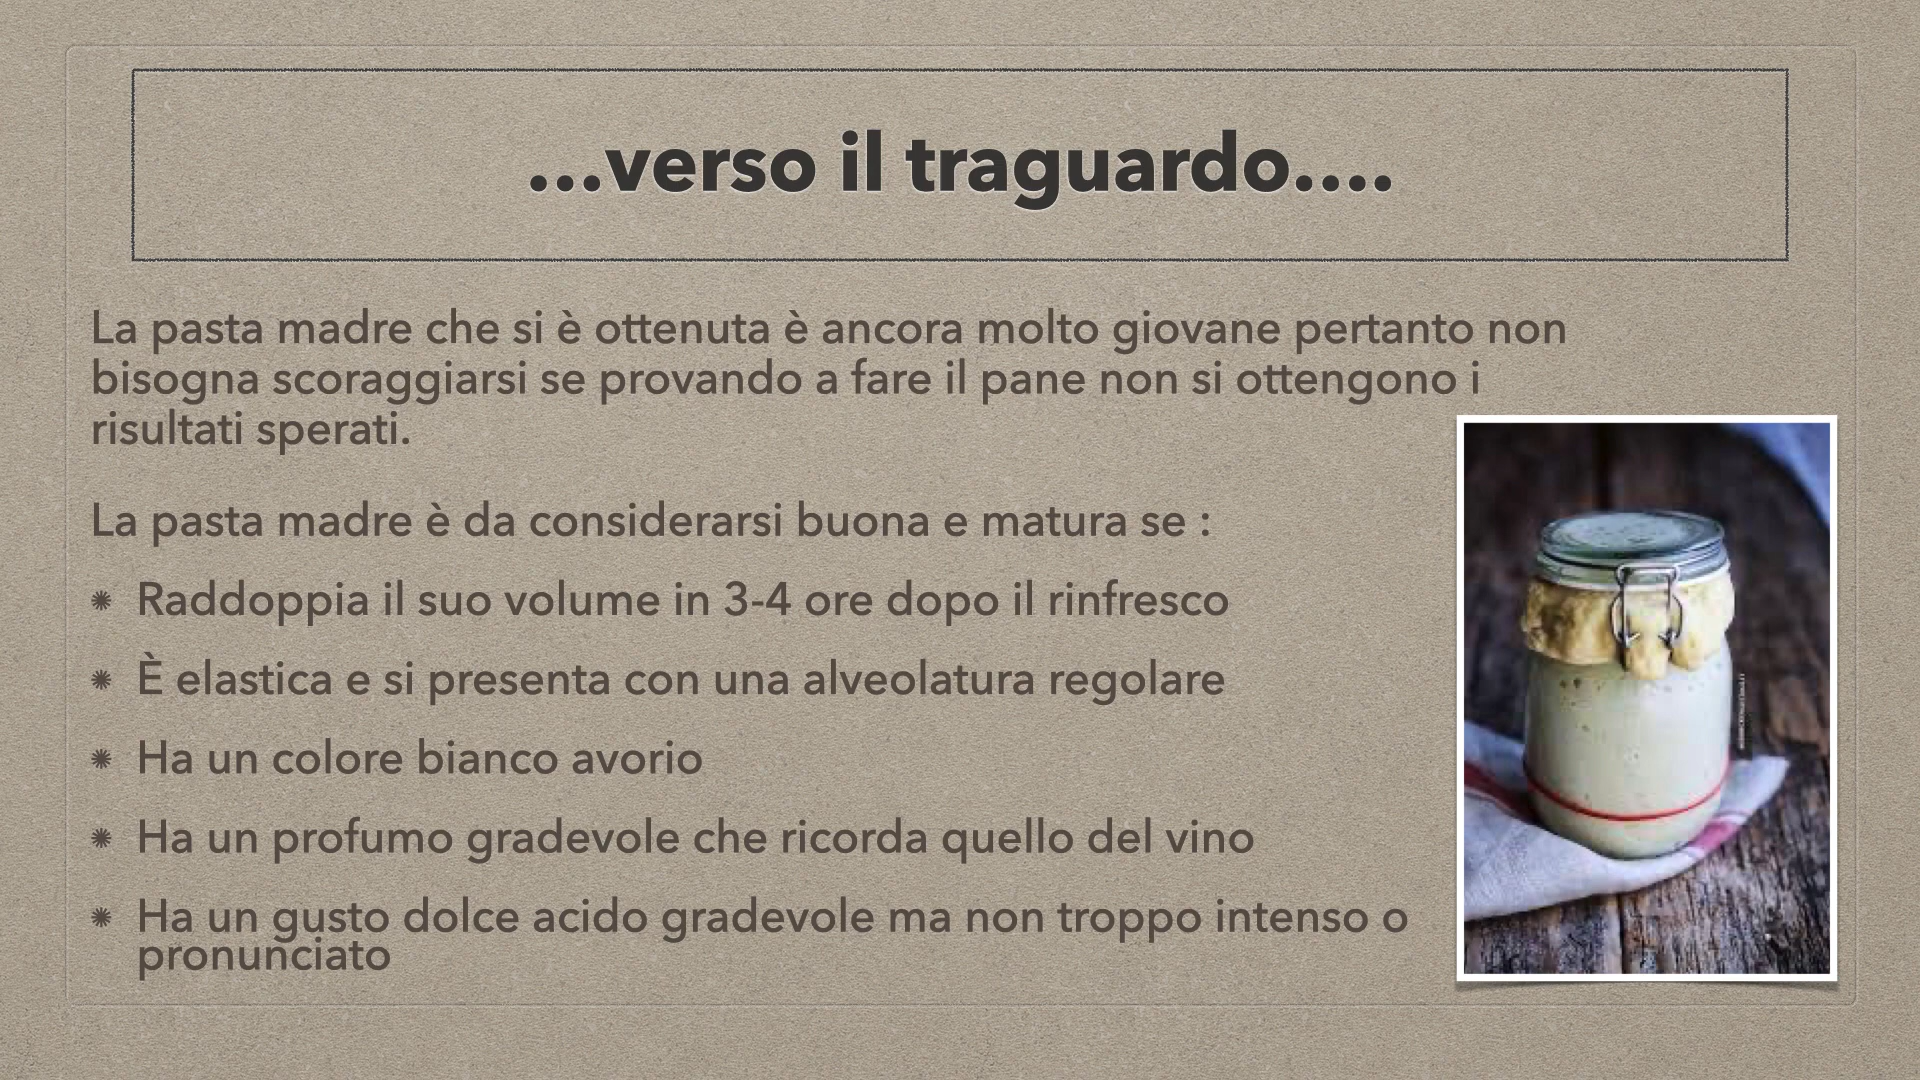 ...verso il traguardo....
La pasta madre che si è ottenuta è ancora molto giovane pertanto non
bisogna scoraggiarsi se provando a fare il pane non si ottengono i
risultati sperati.
La pasta madre è da considerarsi buona e matura se :
Raddoppia il suo volume in 3-4 ore dopo il rinfresco
È elastica e si presenta con una alveolatura regolare
Ha un colore bianco avorio
Ha un profumo gradevole che ricorda quello del vino
Ha un gusto dolce acido gradevole ma non troppo intenso o
pronunciato